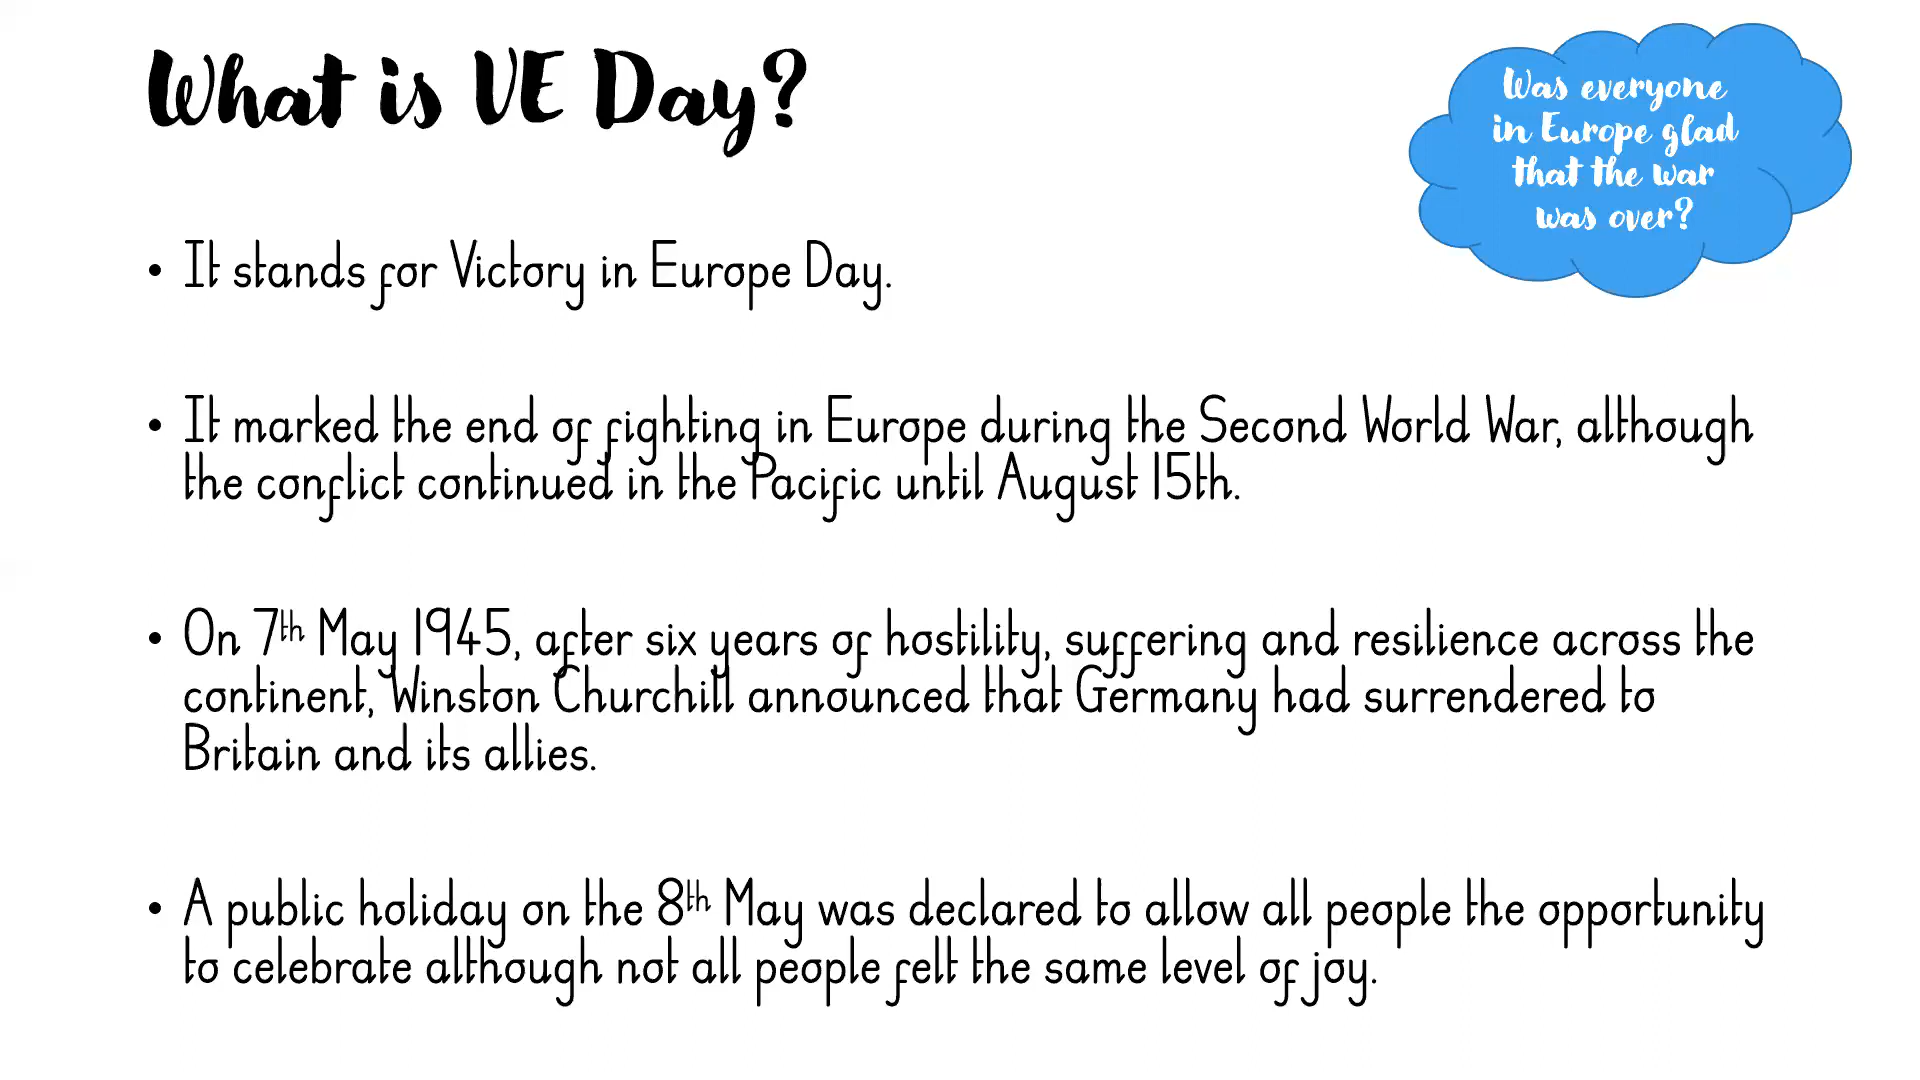 What is VE Day?
Was everyone
in Europe glad
that the war
was over?
• It stands for Victory in Europe Day.
• It marked the end of fighting in Europe during the Second World War, although
the conflict continued in the Pacific until August 15th.
• On 7th May 1945, after six years of hostility, suffering and resilience across the
continent, Winston Churchill announced that Germany had surrendered to
Britain and its allies.
• A public holiday on the 8th May was declared to allow all people the opportunity
to celebrate although not all people felt the same level of joy.